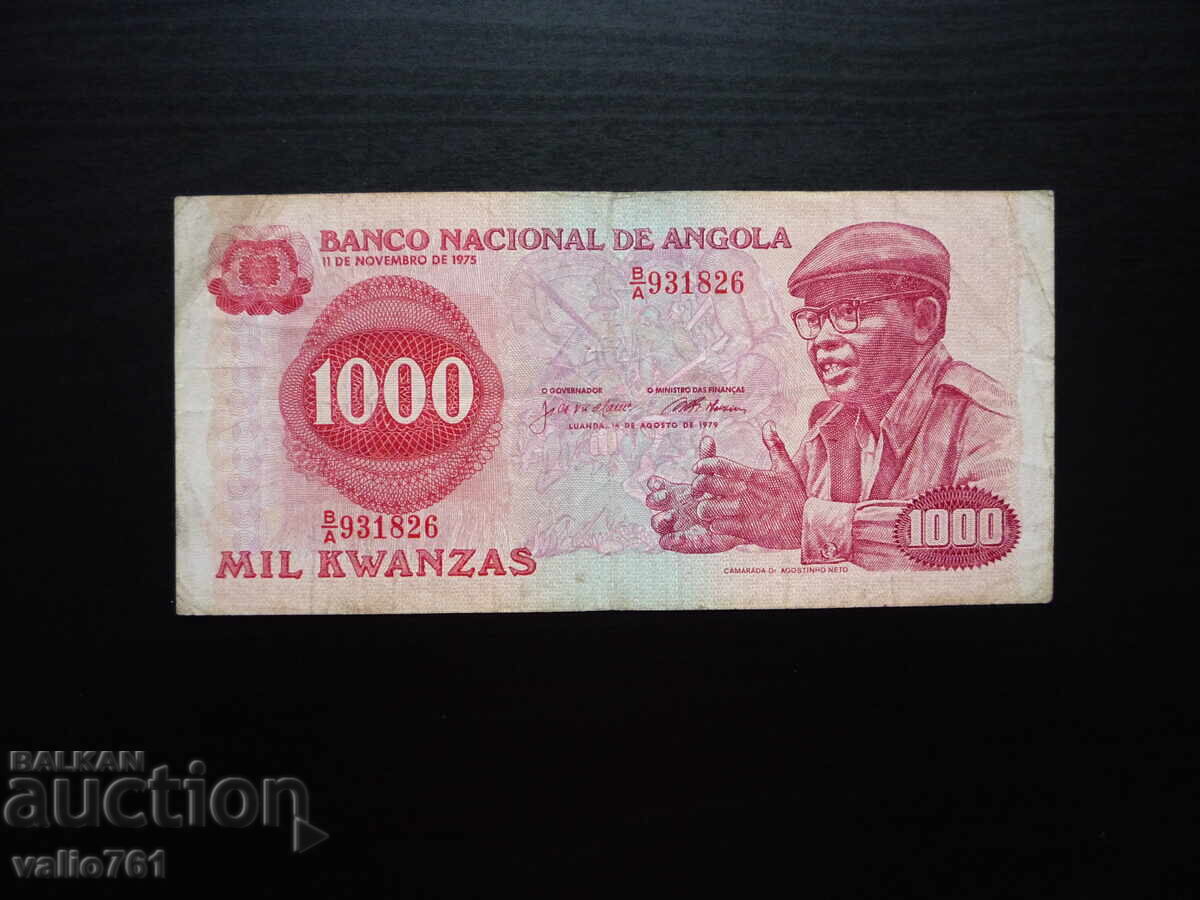 BANCO NACIONAL DE ANGOLA
11 DE NOVEMBRO DE 1975
B/A 931826
1000
O GOVERNADOR O MINISTRO DAS FINANÇAS
LUANDA, 14 DE AGOSTO DE 1979
B/A 931826
MIL KWANZAS
1000
CAMARADA Dr AGOSTINHO NETO
BALKAN
auction
valio761